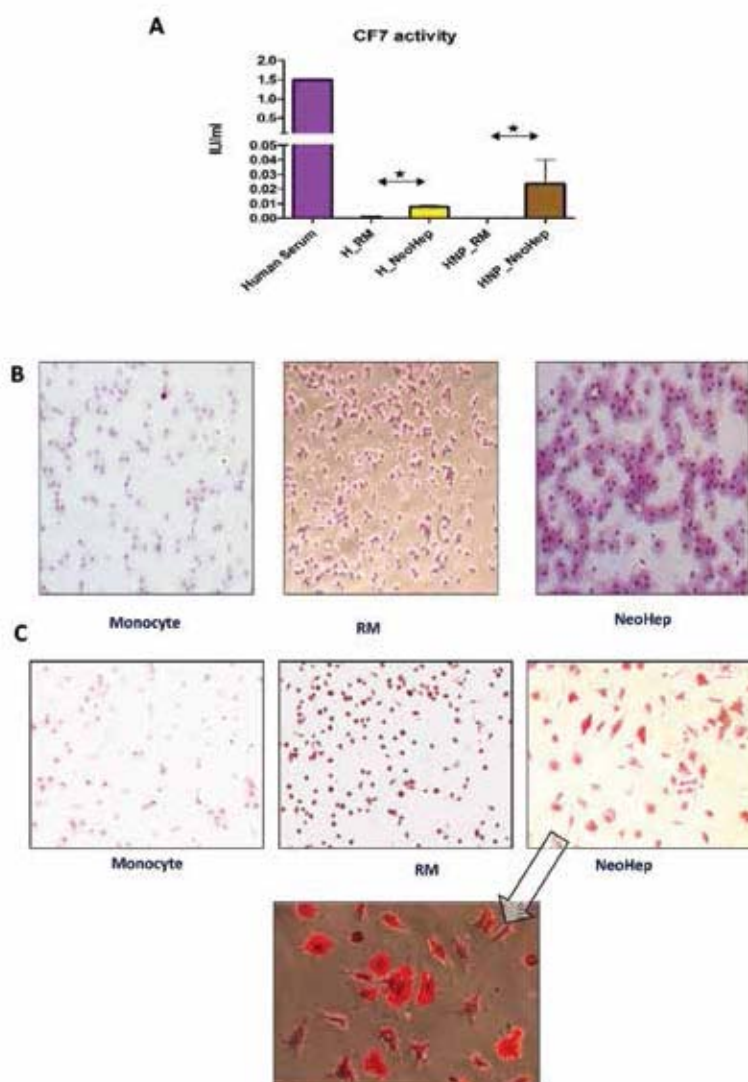 A
CF7 activity
2.0
1.5
1.0
0.5
0.05
0.04
0.03
0.02
0.01
0.00
IU/ml
Human Serum
H_RM
H_NeoHep
HNP_RM
HNP_NeoHep
B
Monocyte
RM
NeoHep
C
Monocyte
RM
NeoHep